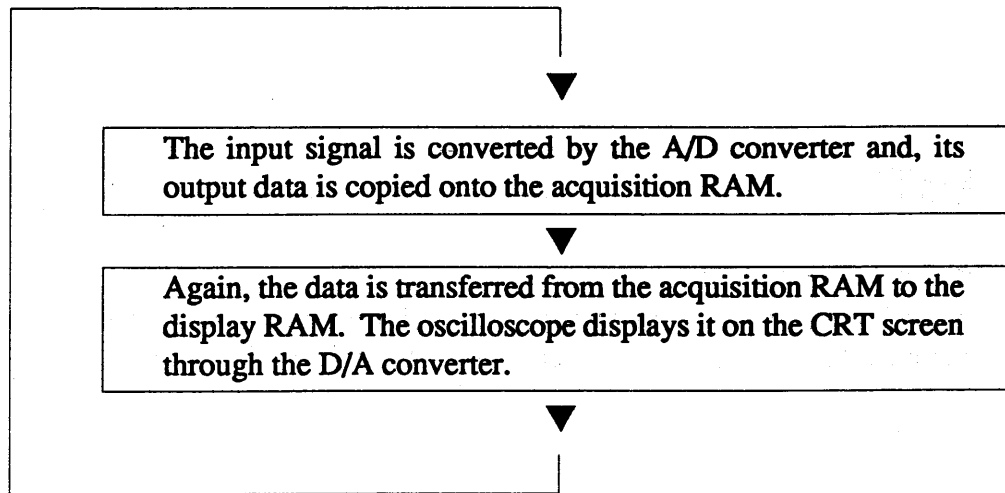 The input signal is converted by the A/D converter and, its
output data is copied onto the acquisition RAM.
Again, the data is transferred from the acquisition RAM to the
display RAM. The oscilloscope displays it on the CRT screen
through the D/A converter.